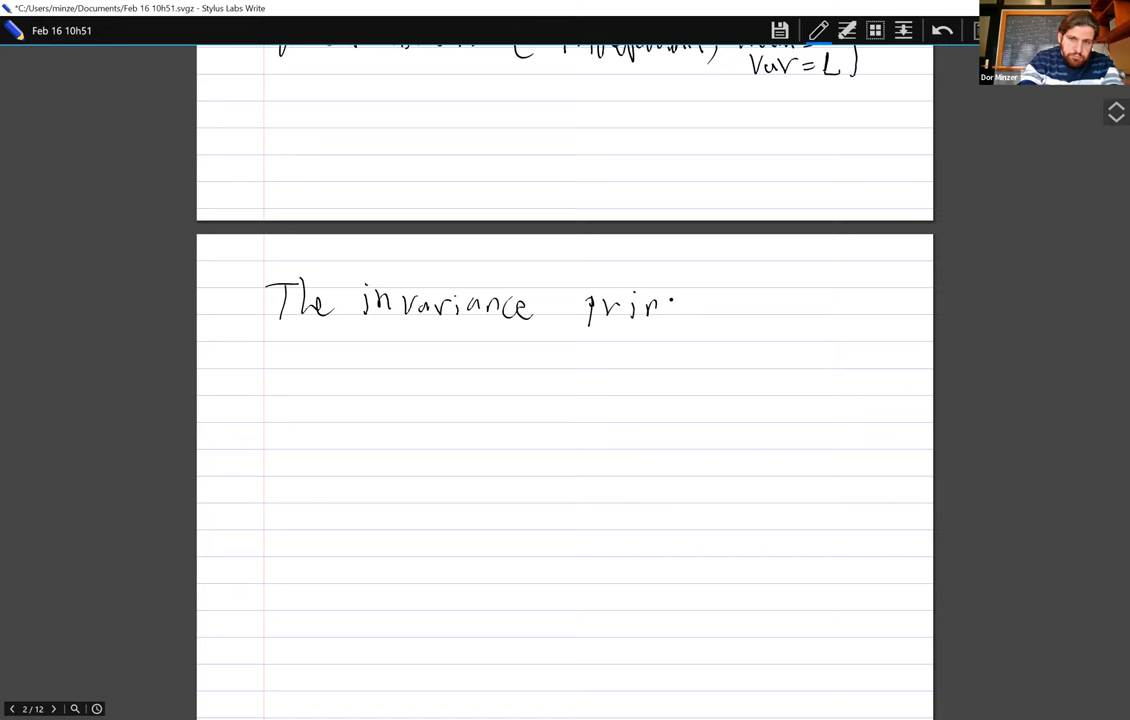 *C:/Users/minze/Documents/Feb 16 10h51.svgz - Stylus Labs Write
Feb 16 10h51
Var = L
Dor Minzer
The invariance prin
2 / 12